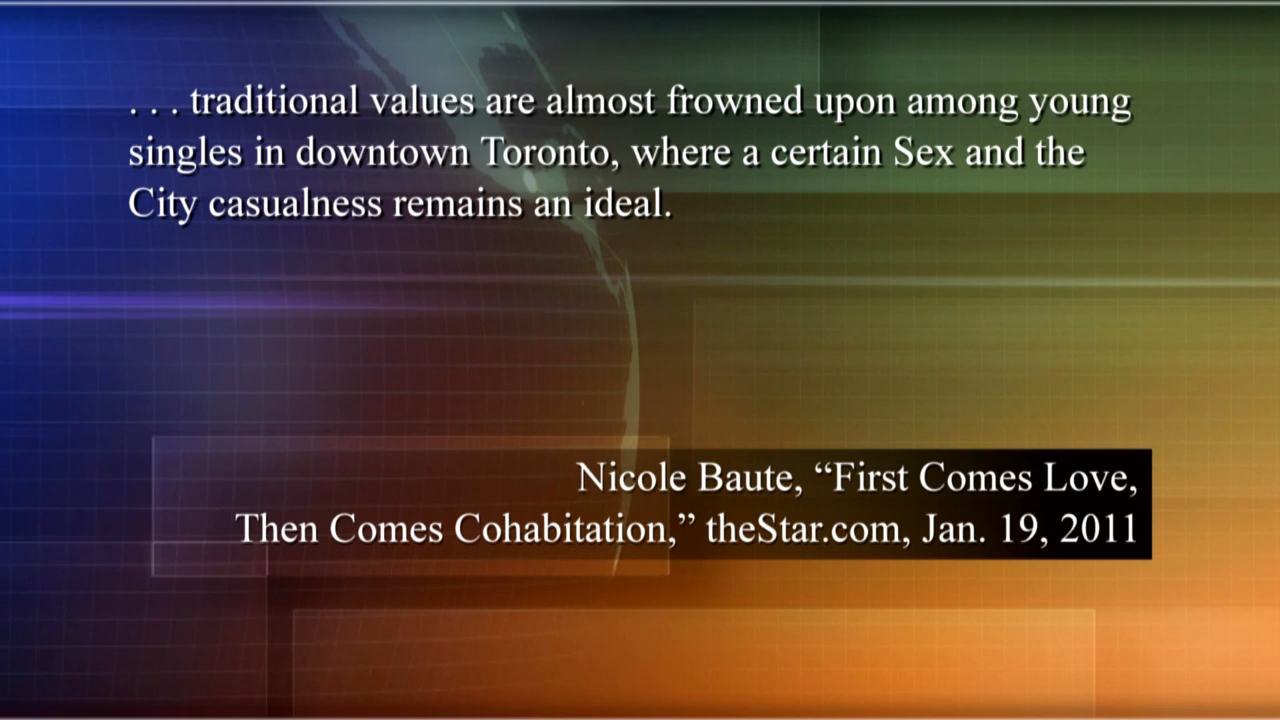 . . . traditional values are almost frowned upon among young
singles in downtown Toronto, where a certain Sex and the
City casualness remains an ideal.
Nicole Baute, “First Comes Love,
Then Comes Cohabitation,” theStar.com, Jan. 19, 2011